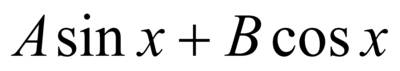 A sin x + B cos x